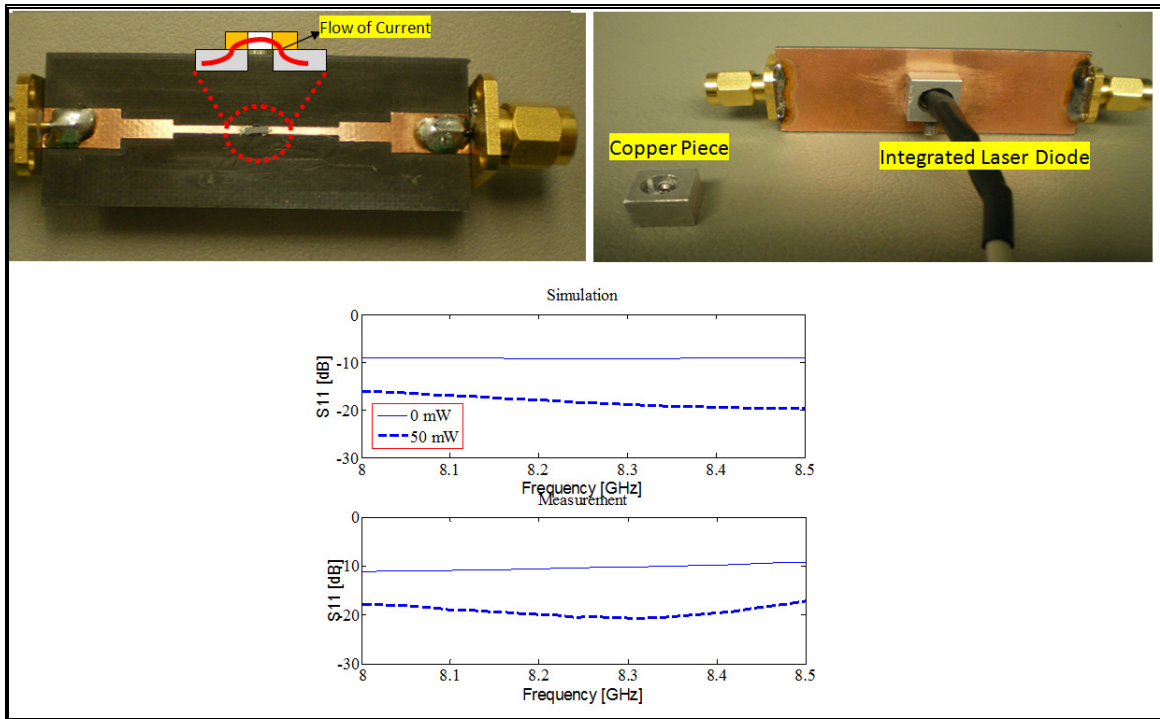 Flow of Current
Copper Piece
Integrated Laser Diode
Simulation
0
-10
-20
-30
S11 [dB]
0 mW
50 mW
8
8.1
8.2
8.3
8.4
8.5
Frequency [GHz]
Measurement
0
-10
-20
-30
S11 [dB]
8
8.1
8.2
8.3
8.4
8.5
Frequency [GHz]